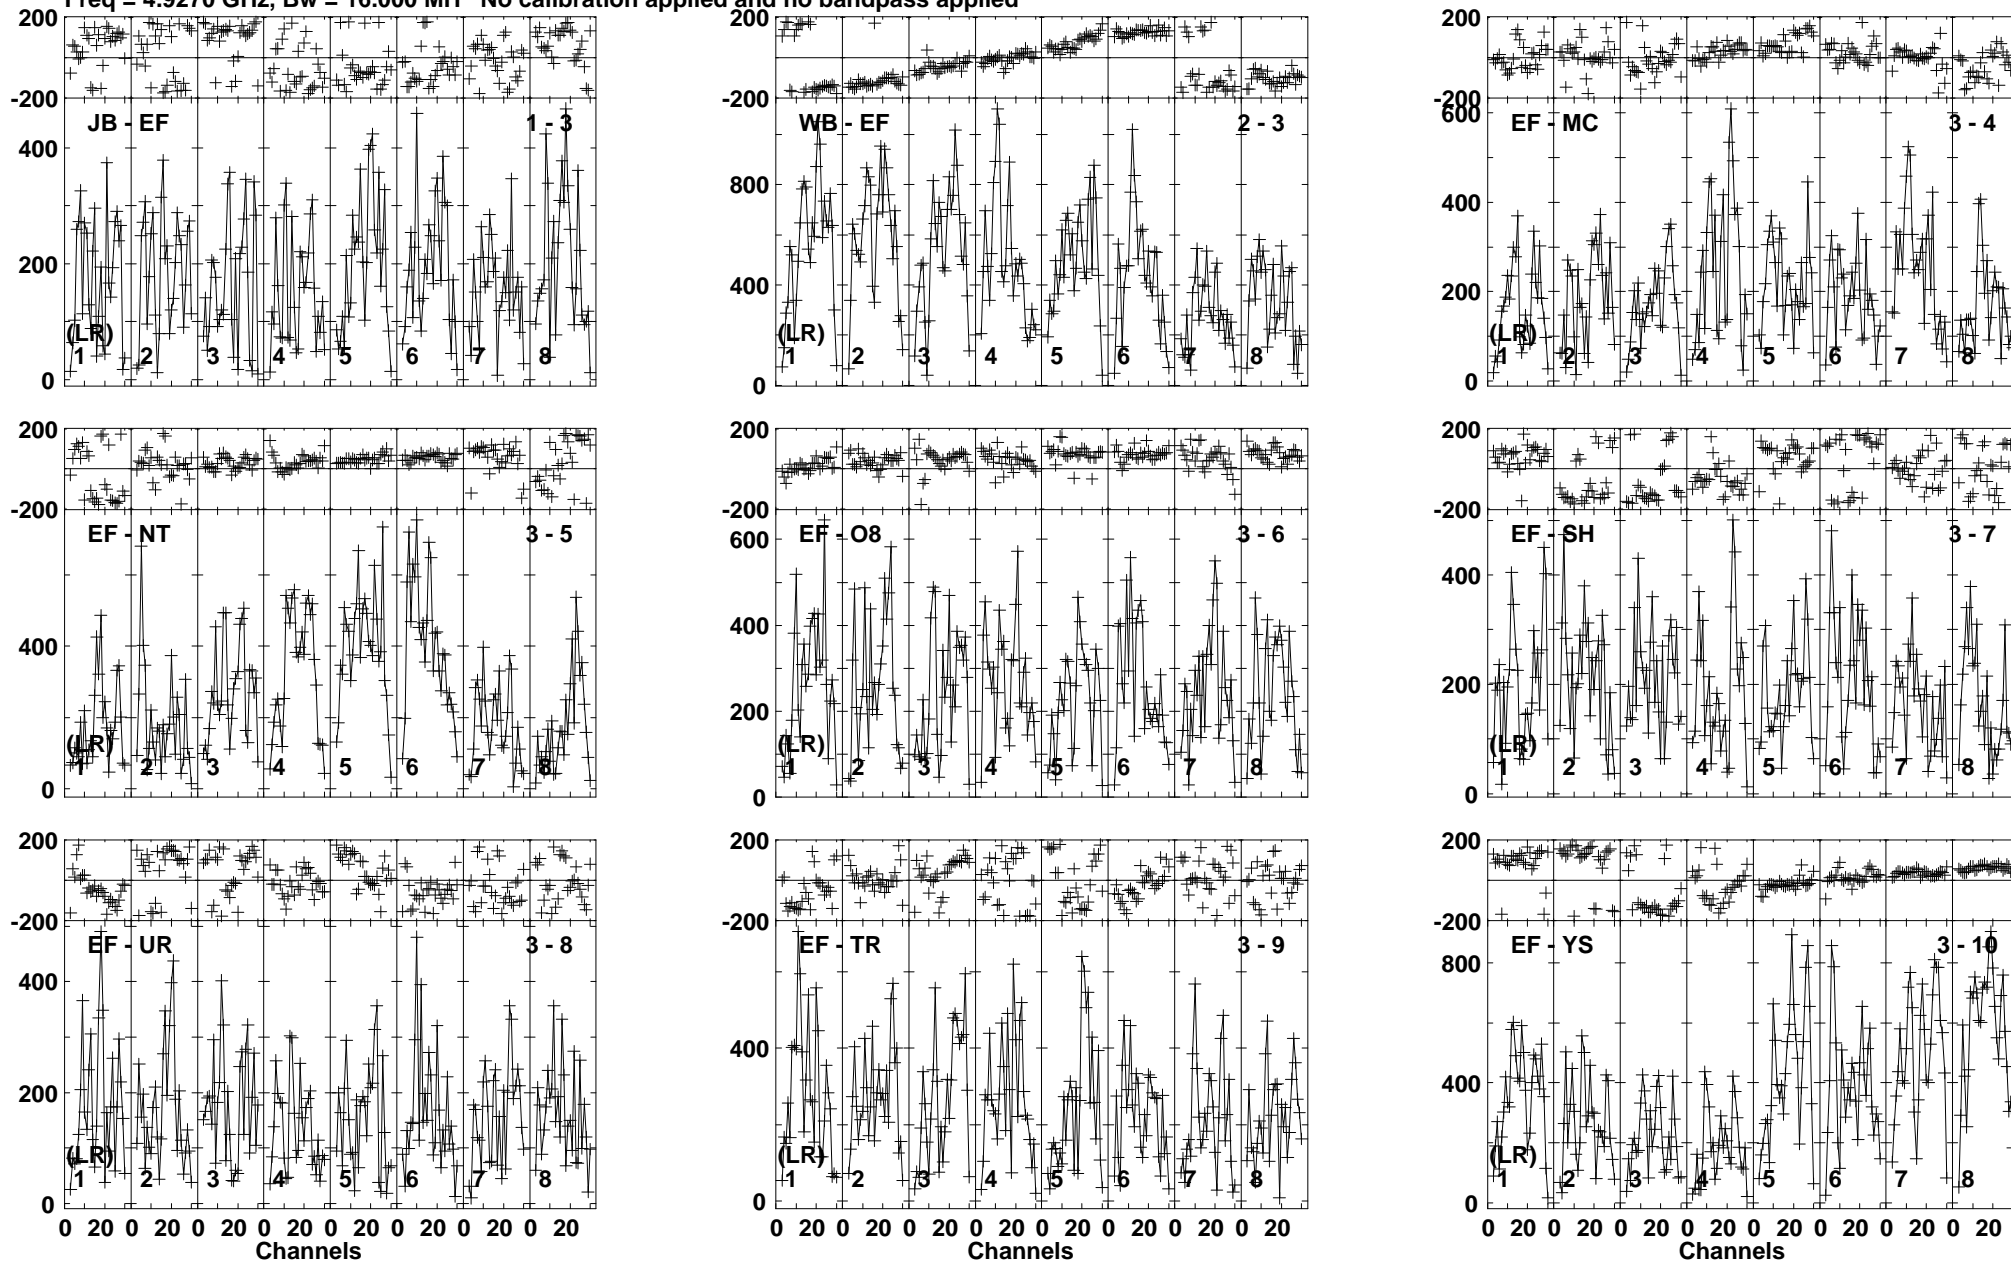 Freq = 4.9270 GHz, Bw = 16.000 MH No calibration applied and no bandpass applied
200 200 200
-200 -200 -200
JB - EF 1 - 3 WB - EF 2 - 3 EF - MC 3 - 4
600
400 800 400
200 400 200
(LR) (LR) (LR)
1 2 3 4 5 6 7 8 1 2 3 4 5 6 7 8 1 2 3 4 5 6 7 8
0 0 0
200 200 200
-200 -200 -200
EF - NT 3 - 5 EF - O8 3 - 6 EF - SH 3 - 7
600
400 400 400
200 200
(LR) (LR) (LR)
1 2 3 4 5 6 7 8 1 2 3 4 5 6 7 8 1 2 3 4 5 6 7 8
0 0 0
200 200 200
-200 -200 -200
EF - UR 3 - 8 EF - TR 3 - 9 EF - YS 3 - 10
400 400 800
200 400
(LR) (LR) (LR)
1 2 3 4 5 6 7 8 1 2 3 4 5 6 7 8 1 2 3 4 5 6 7 8
0 0 0
0 20 0 20 0 20 0 20 0 20 0 20 0 20 0 20 0 20 0 20 0 20 0 20 0 20 0 20 0 20 0 20 0 20 0 20 0 20 0 20 0 20 0 20 0 20 0 20
Channels Channels Channels